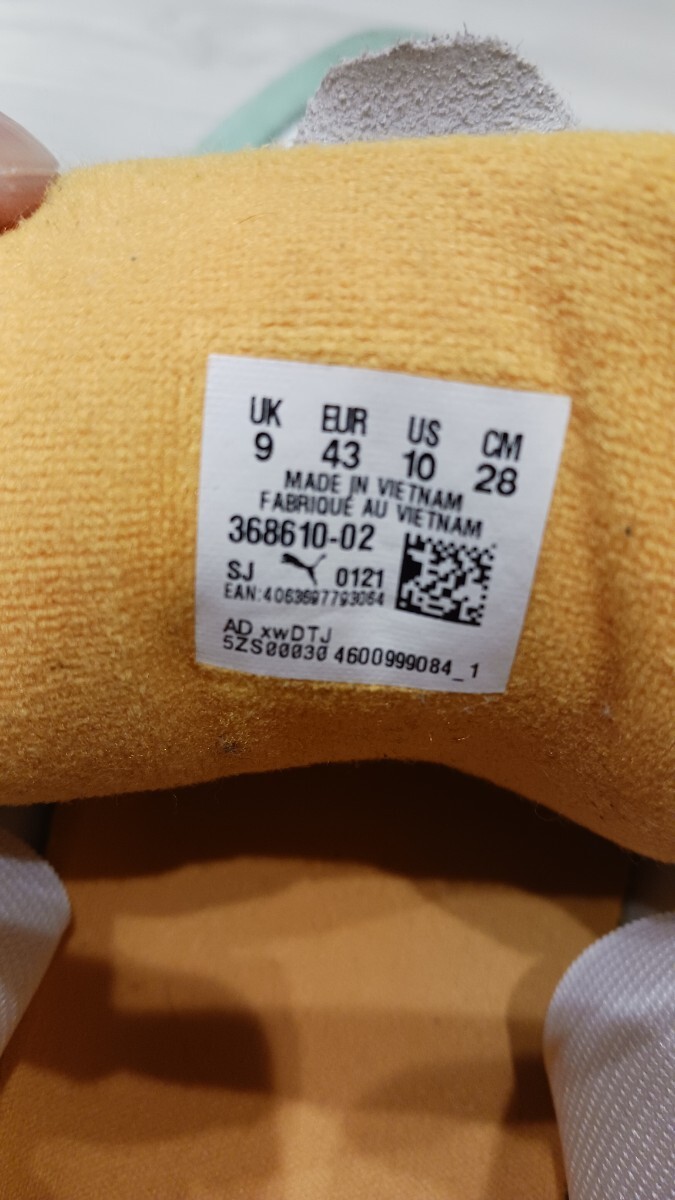 UK EUR US CM
9 43 10 28
MADE IN VIETNAM
FABRIQUÉ AU VIETNAM
368610-02
SJ 0121
EAN:4063697793064
AD xwDTJ
5ZS00030 4600999084_1